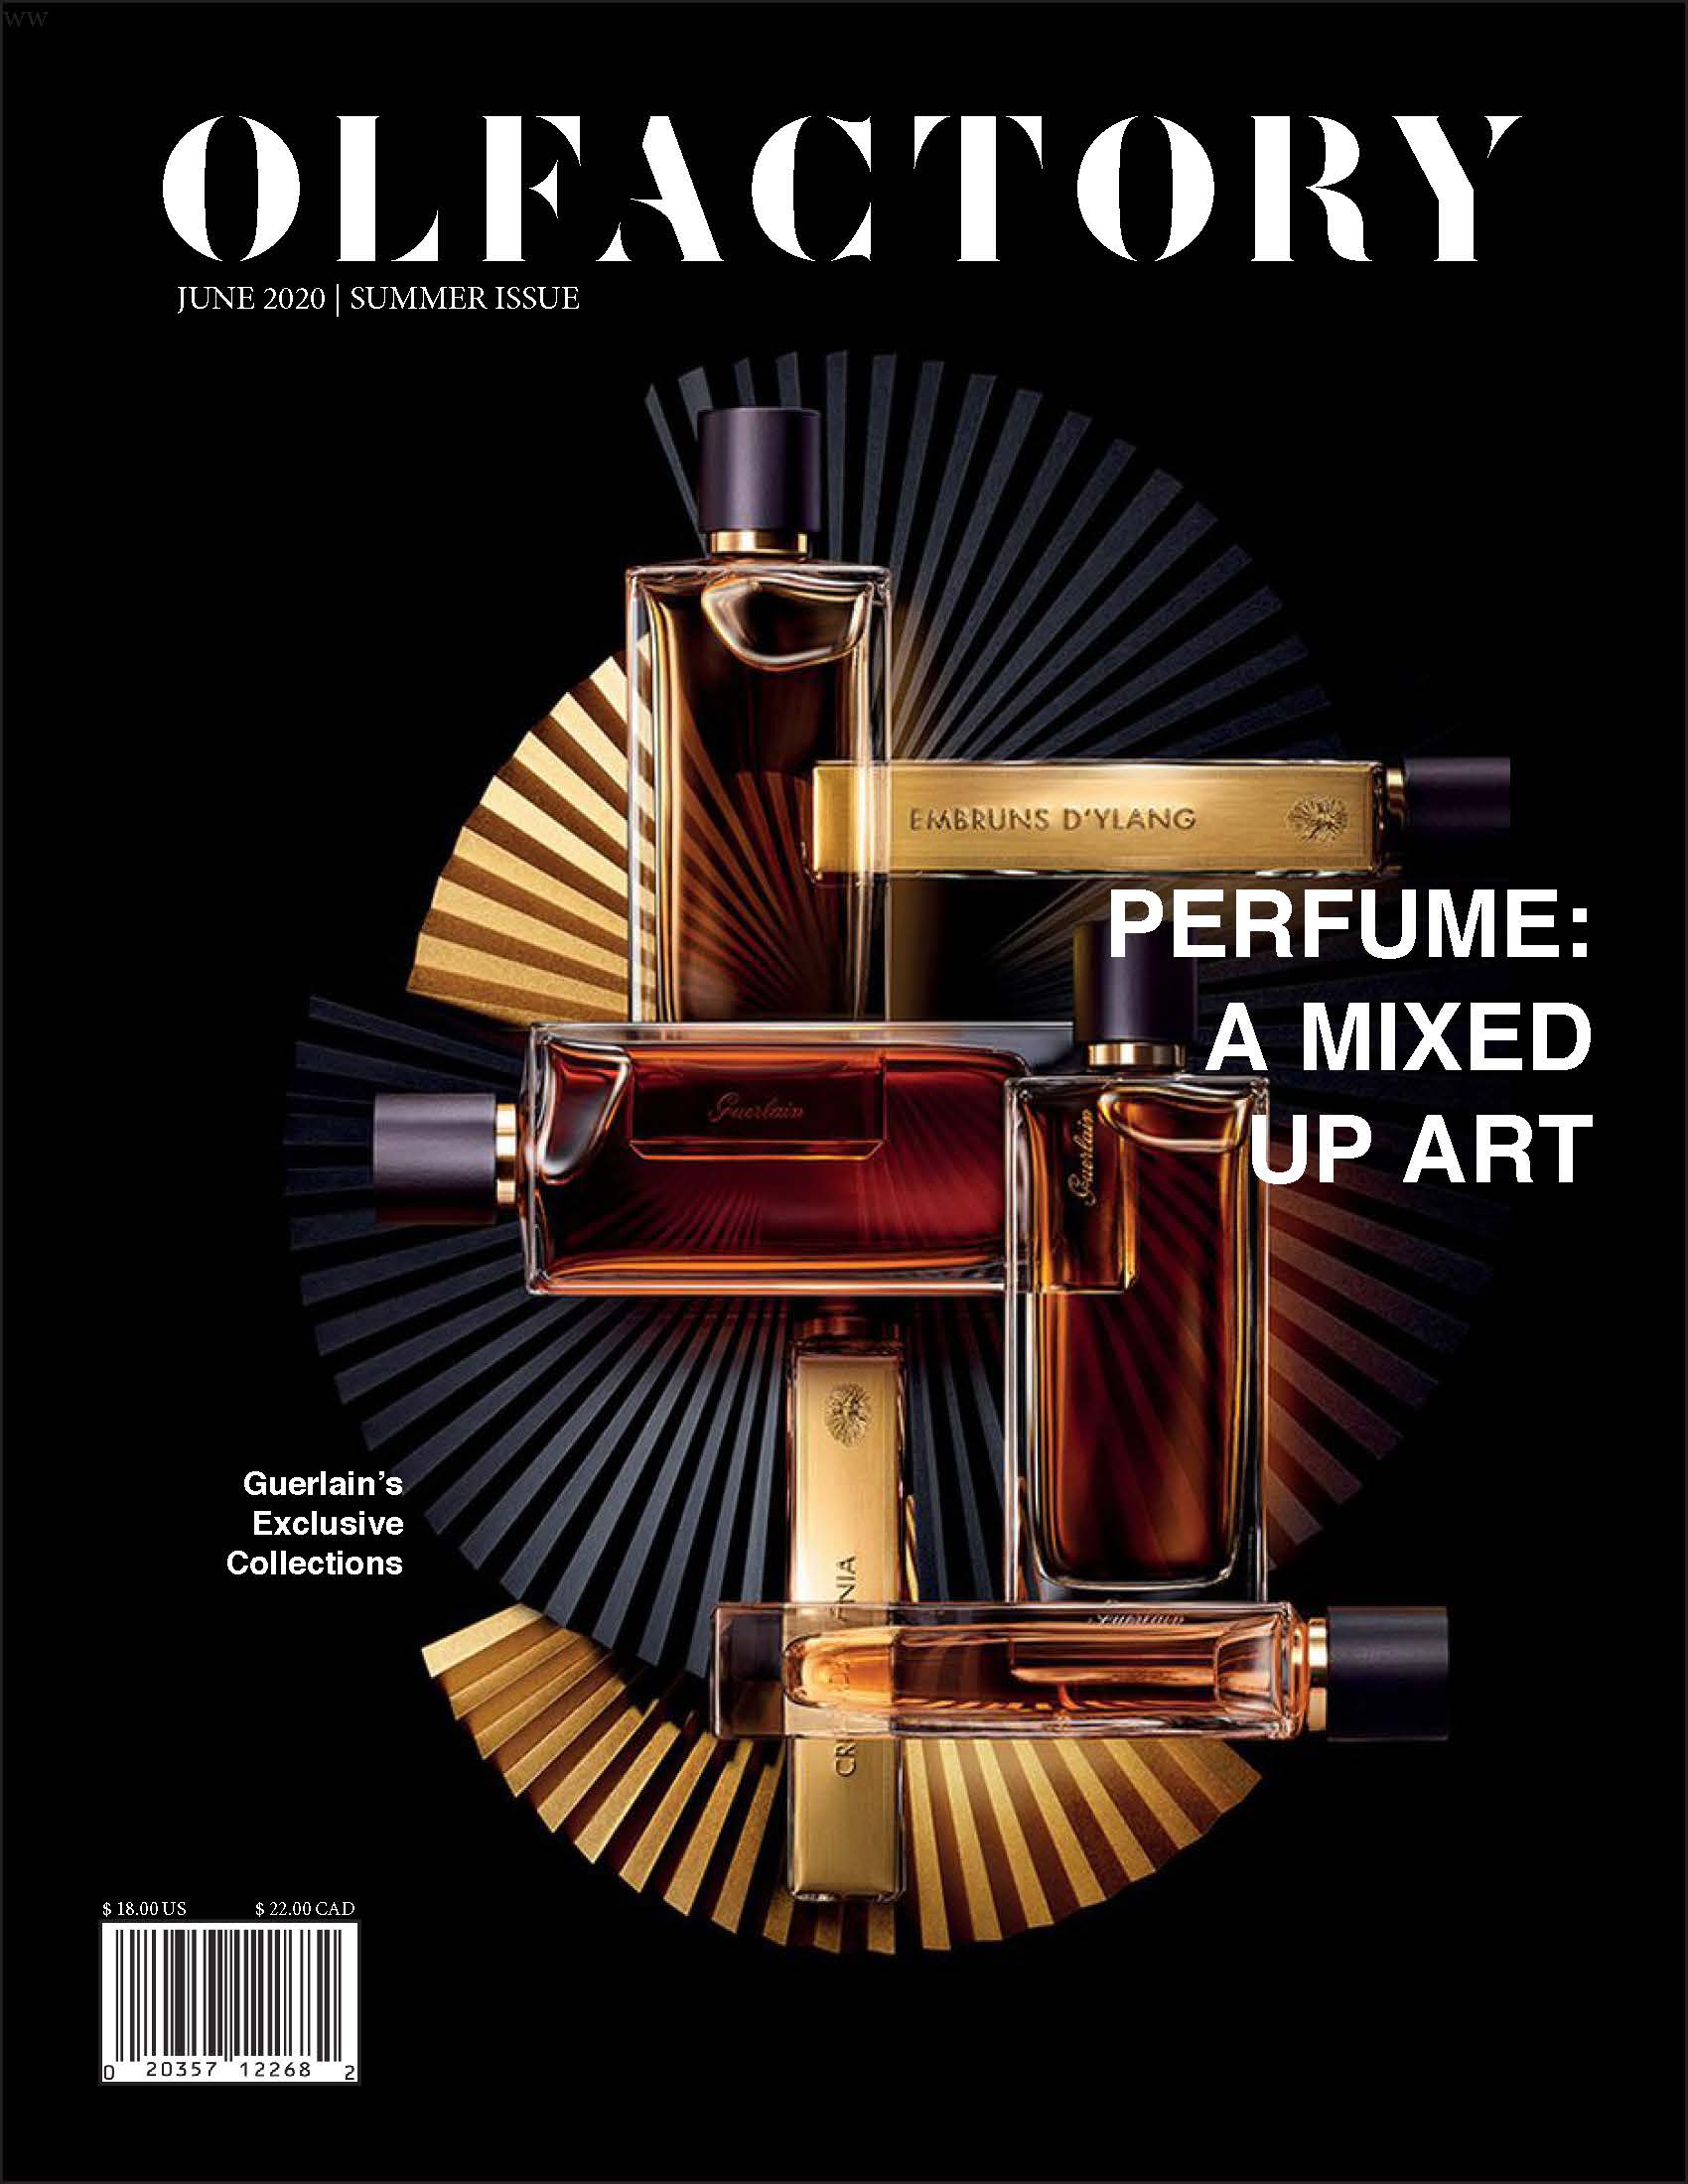 ww
OLFACTORY
JUNE 2020 | SUMMER ISSUE
EMBRUNS D'YLANG
PERFUME:
A MIXED
UP ART
Guerlain
Guerlain
Guerlain's
Exclusive
Collections
Guerlain
$ 18.00 US $ 22.00 CAD
0 20357 12268 2